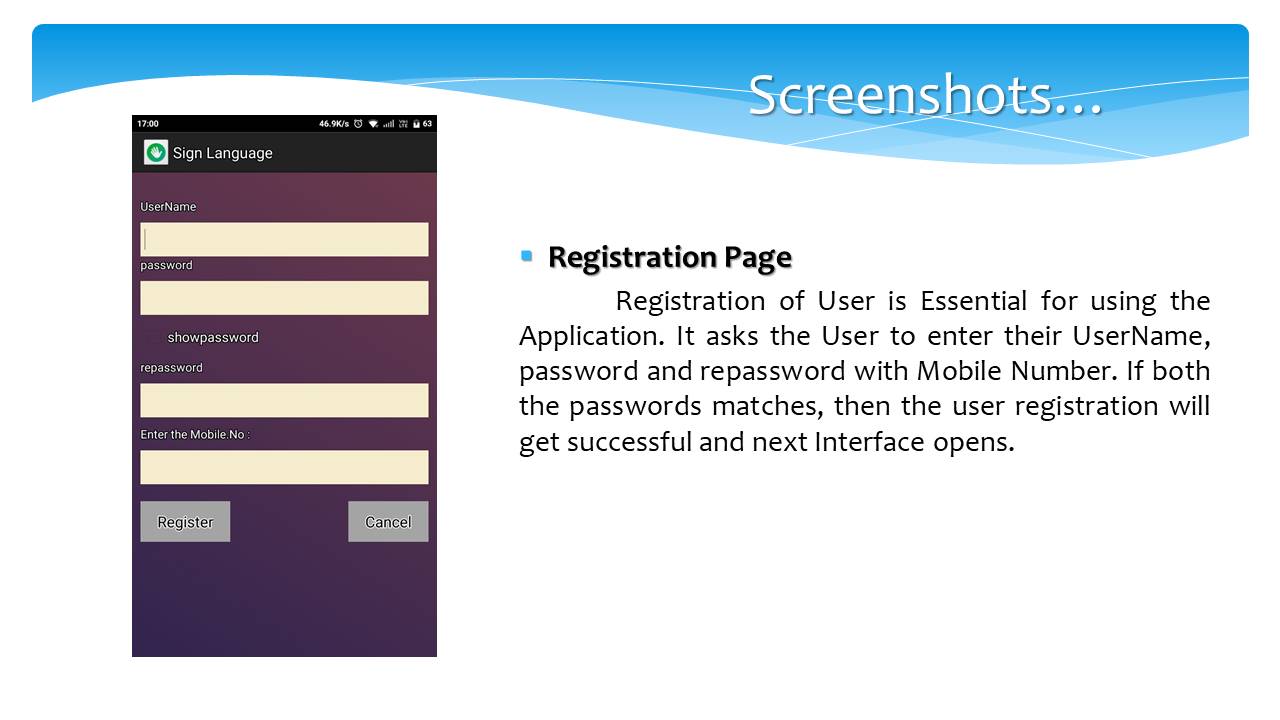 Screenshots...
17:00 46.9K/s VoLTE 63
Sign Language
UserName
password
showpassword
repassword
Enter the Mobile.No :
Register Cancel
Registration Page
Registration of User is Essential for using the
Application. It asks the User to enter their UserName,
password and repassword with Mobile Number. If both
the passwords matches, then the user registration will
get successful and next Interface opens.